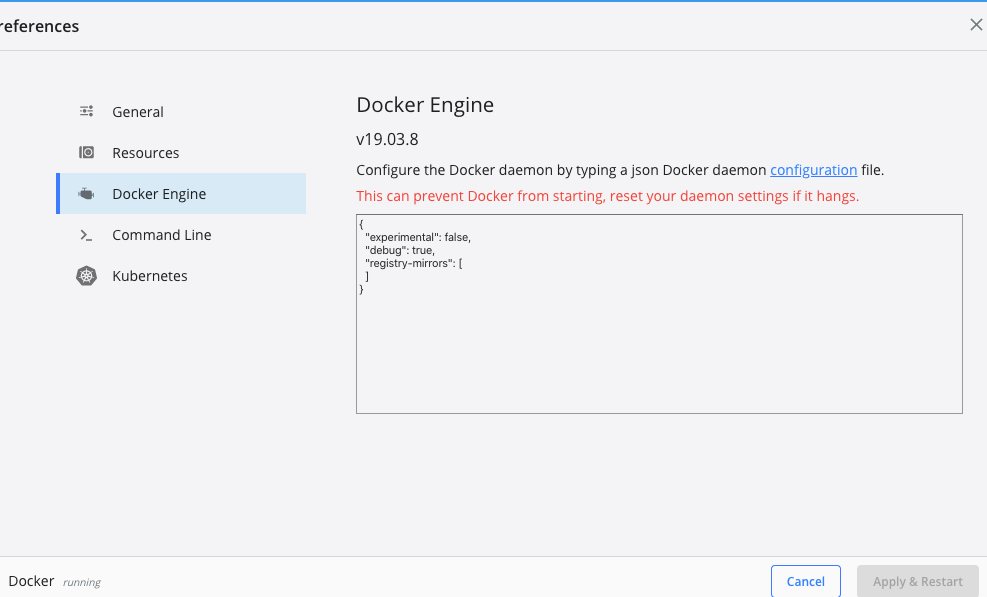 references
General
Resources
Docker Engine
Command Line
Kubernetes
Docker Engine
v19.03.8
Configure the Docker daemon by typing a json Docker daemon configuration file.
This can prevent Docker from starting, reset your daemon settings if it hangs.
{
  "experimental": false,
  "debug": true,
  "registry-mirrors": [
  ]
}
Docker running
Cancel
Apply & Restart